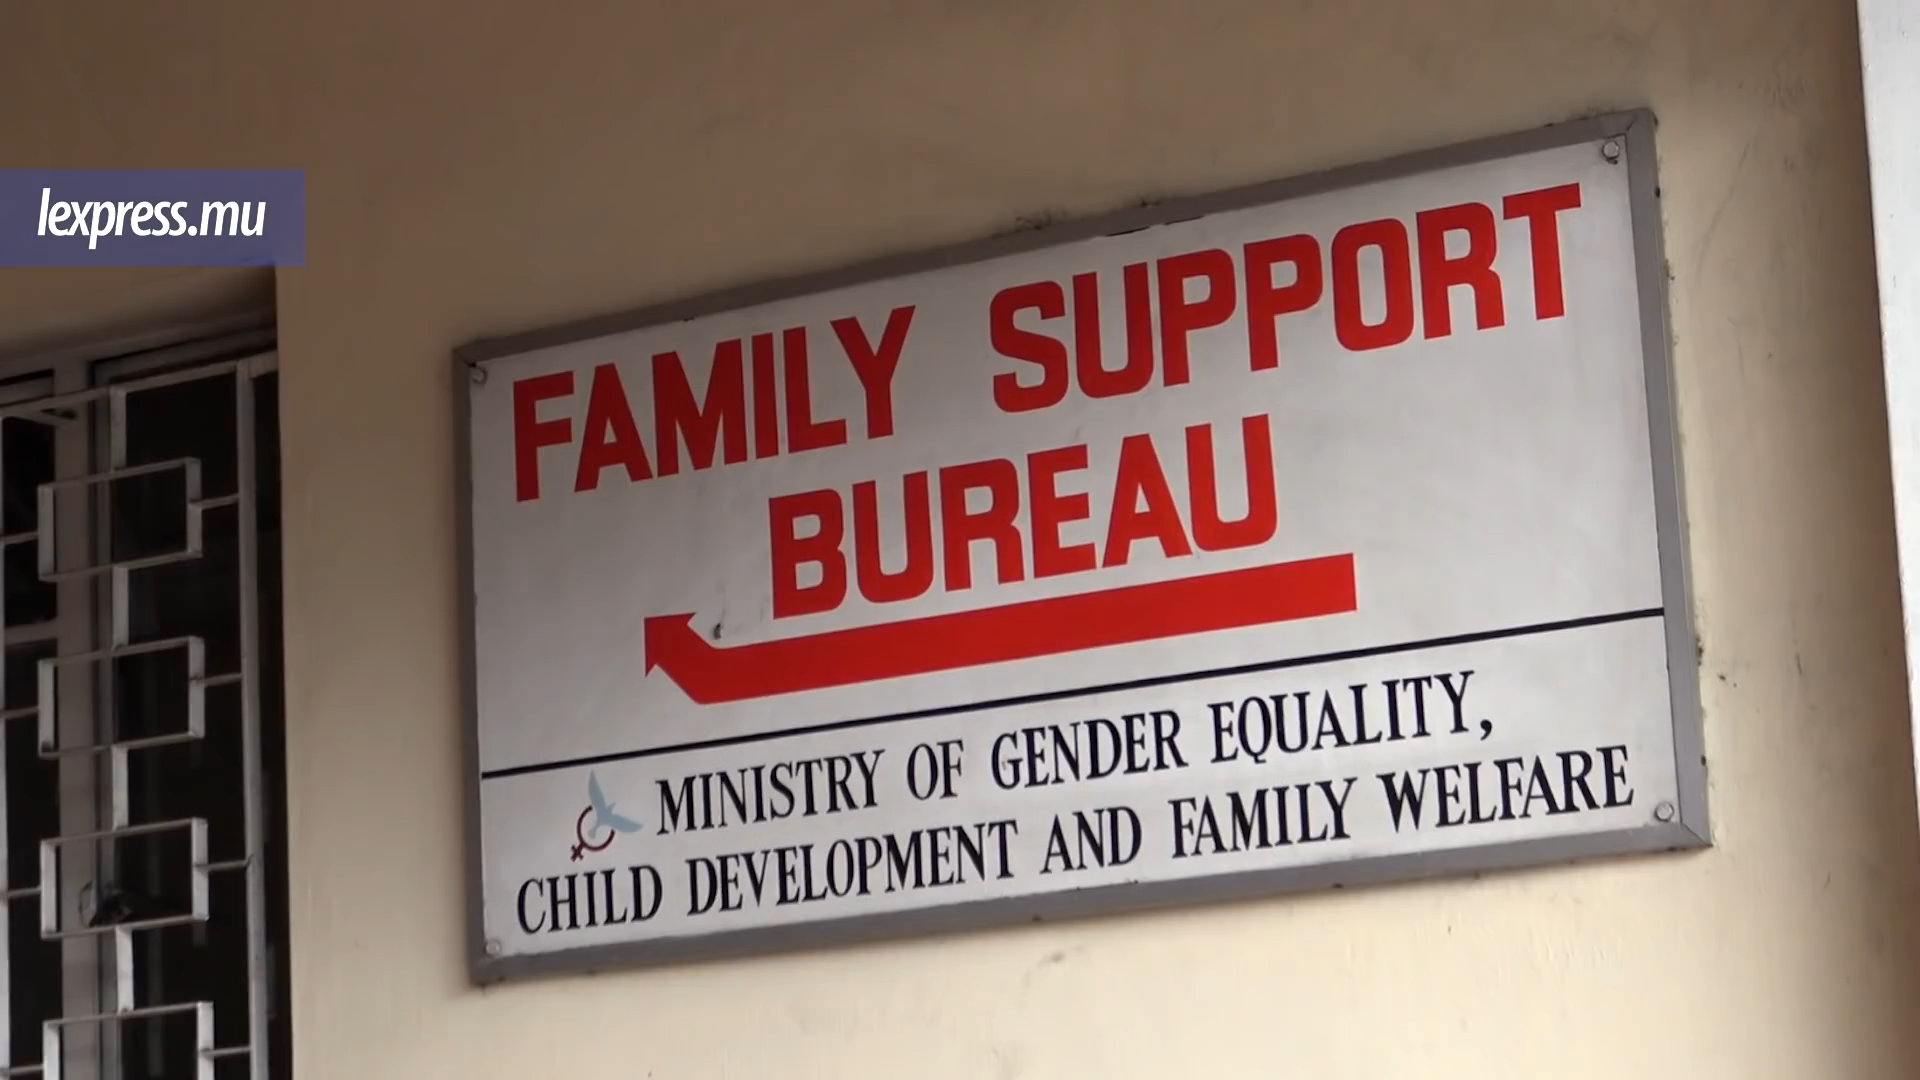 lexpress.mu
FAMILY SUPPORT
BUREAU
MINISTRY OF GENDER EQUALITY,
CHILD DEVELOPMENT AND FAMILY WELFARE